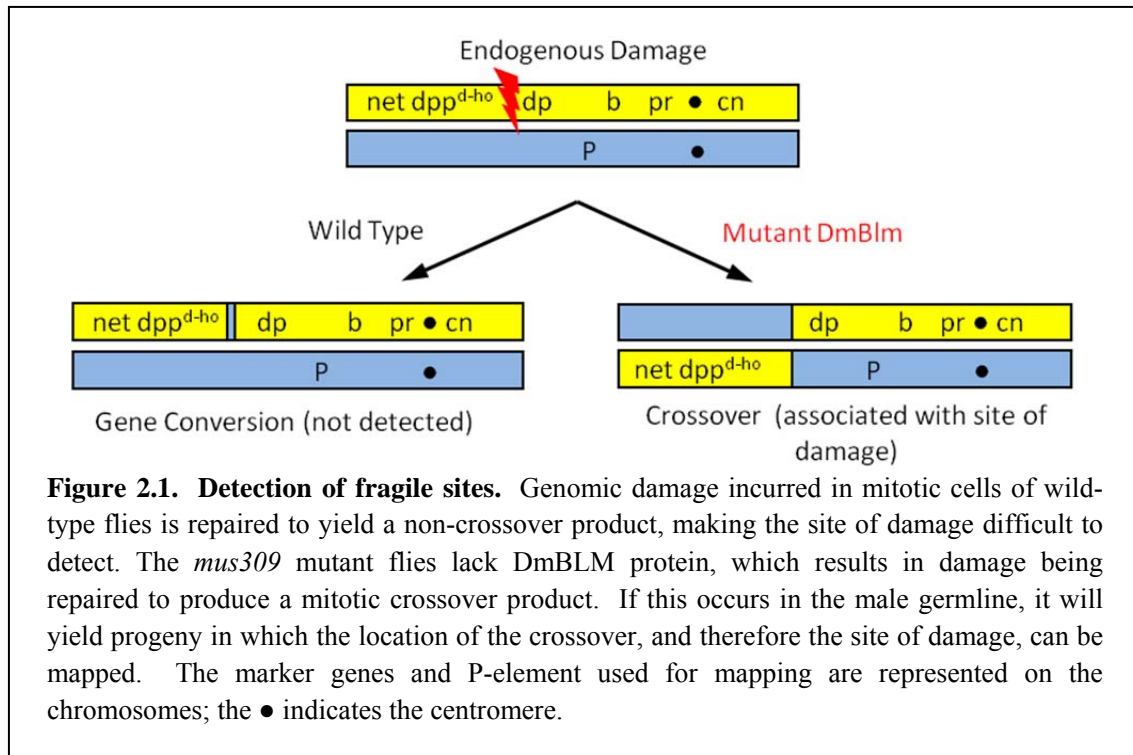 Endogenous Damage
net dpp^d-ho dp b pr ● cn
P ●
Wild Type
Mutant DmBlm
net dpp^d-ho dp b pr ● cn
P ●
Gene Conversion (not detected)
dp b pr ● cn
net dpp^d-ho P ●
Crossover (associated with site of
damage)
Figure 2.1. Detection of fragile sites. Genomic damage incurred in mitotic cells of wild-
type flies is repaired to yield a non-crossover product, making the site of damage difficult to
detect. The mus309 mutant flies lack DmBLM protein, which results in damage being
repaired to produce a mitotic crossover product. If this occurs in the male germline, it will
yield progeny in which the location of the crossover, and therefore the site of damage, can be
mapped. The marker genes and P-element used for mapping are represented on the
chromosomes; the ● indicates the centromere.